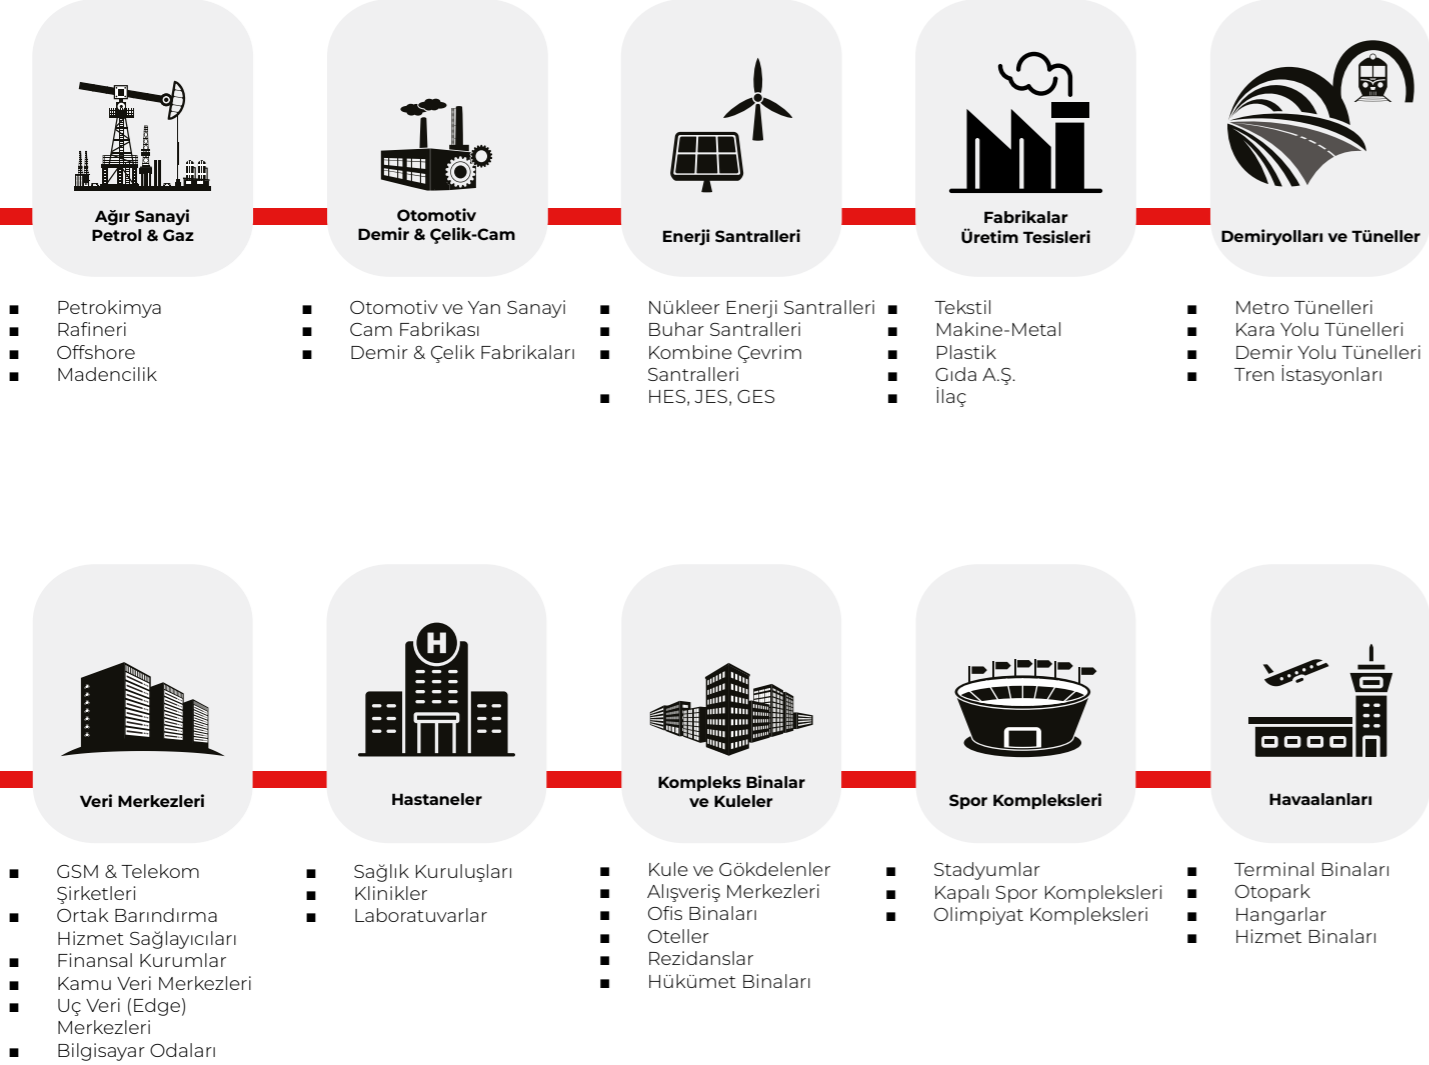 Ağır Sanayi
Petrol & Gaz
Petrokimya
Rafineri
Offshore
Madencilik
Otomotiv
Demir & Çelik-Cam
Otomotiv ve Yan Sanayi
Cam Fabrikası
Demir & Çelik Fabrikaları
Enerji Santralleri
Nükleer Enerji Santralleri
Buhar Santralleri
Kombine Çevrim
Santralleri
HES, JES, GES
Fabrikalar
Üretim Tesisleri
Tekstil
Makine-Metal
Plastik
Gıda A.Ş.
İlaç
Demiryolları ve Tüneller
Metro Tünelleri
Kara Yolu Tünelleri
Demir Yolu Tünelleri
Tren İstasyonları
Veri Merkezleri
GSM & Telekom
Şirketleri
Ortak Barındırma
Hizmet Sağlayıcıları
Finansal Kurumlar
Kamu Veri Merkezleri
Uç Veri (Edge)
Merkezleri
Bilgisayar Odaları
H
Hastaneler
Sağlık Kuruluşları
Klinikler
Laboratuvarlar
Kompleks Binalar
ve Kuleler
Kule ve Gökdelenler
Alışveriş Merkezleri
Ofis Binaları
Oteller
Rezidanslar
Hükümet Binaları
Spor Kompleksleri
Stadyumlar
Kapalı Spor Kompleksleri
Olimpiyat Kompleksleri
Havaalanları
Terminal Binaları
Otopark
Hangarlar
Hizmet Binaları